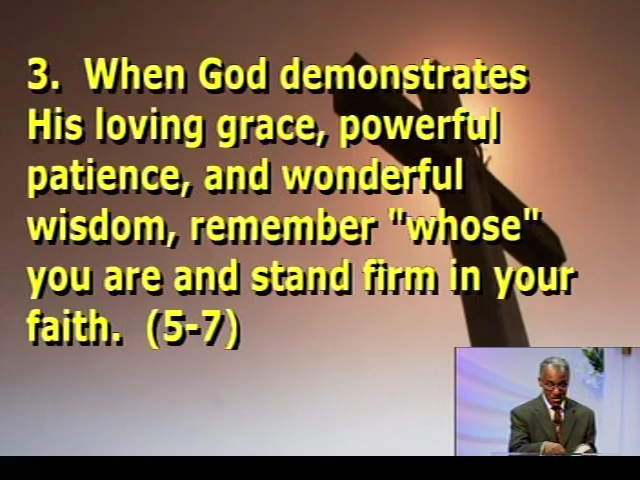 3.  When God demonstrates
His loving grace, powerful
patience, and wonderful
wisdom, remember "whose"
you are and stand firm in your
faith.  (5-7)